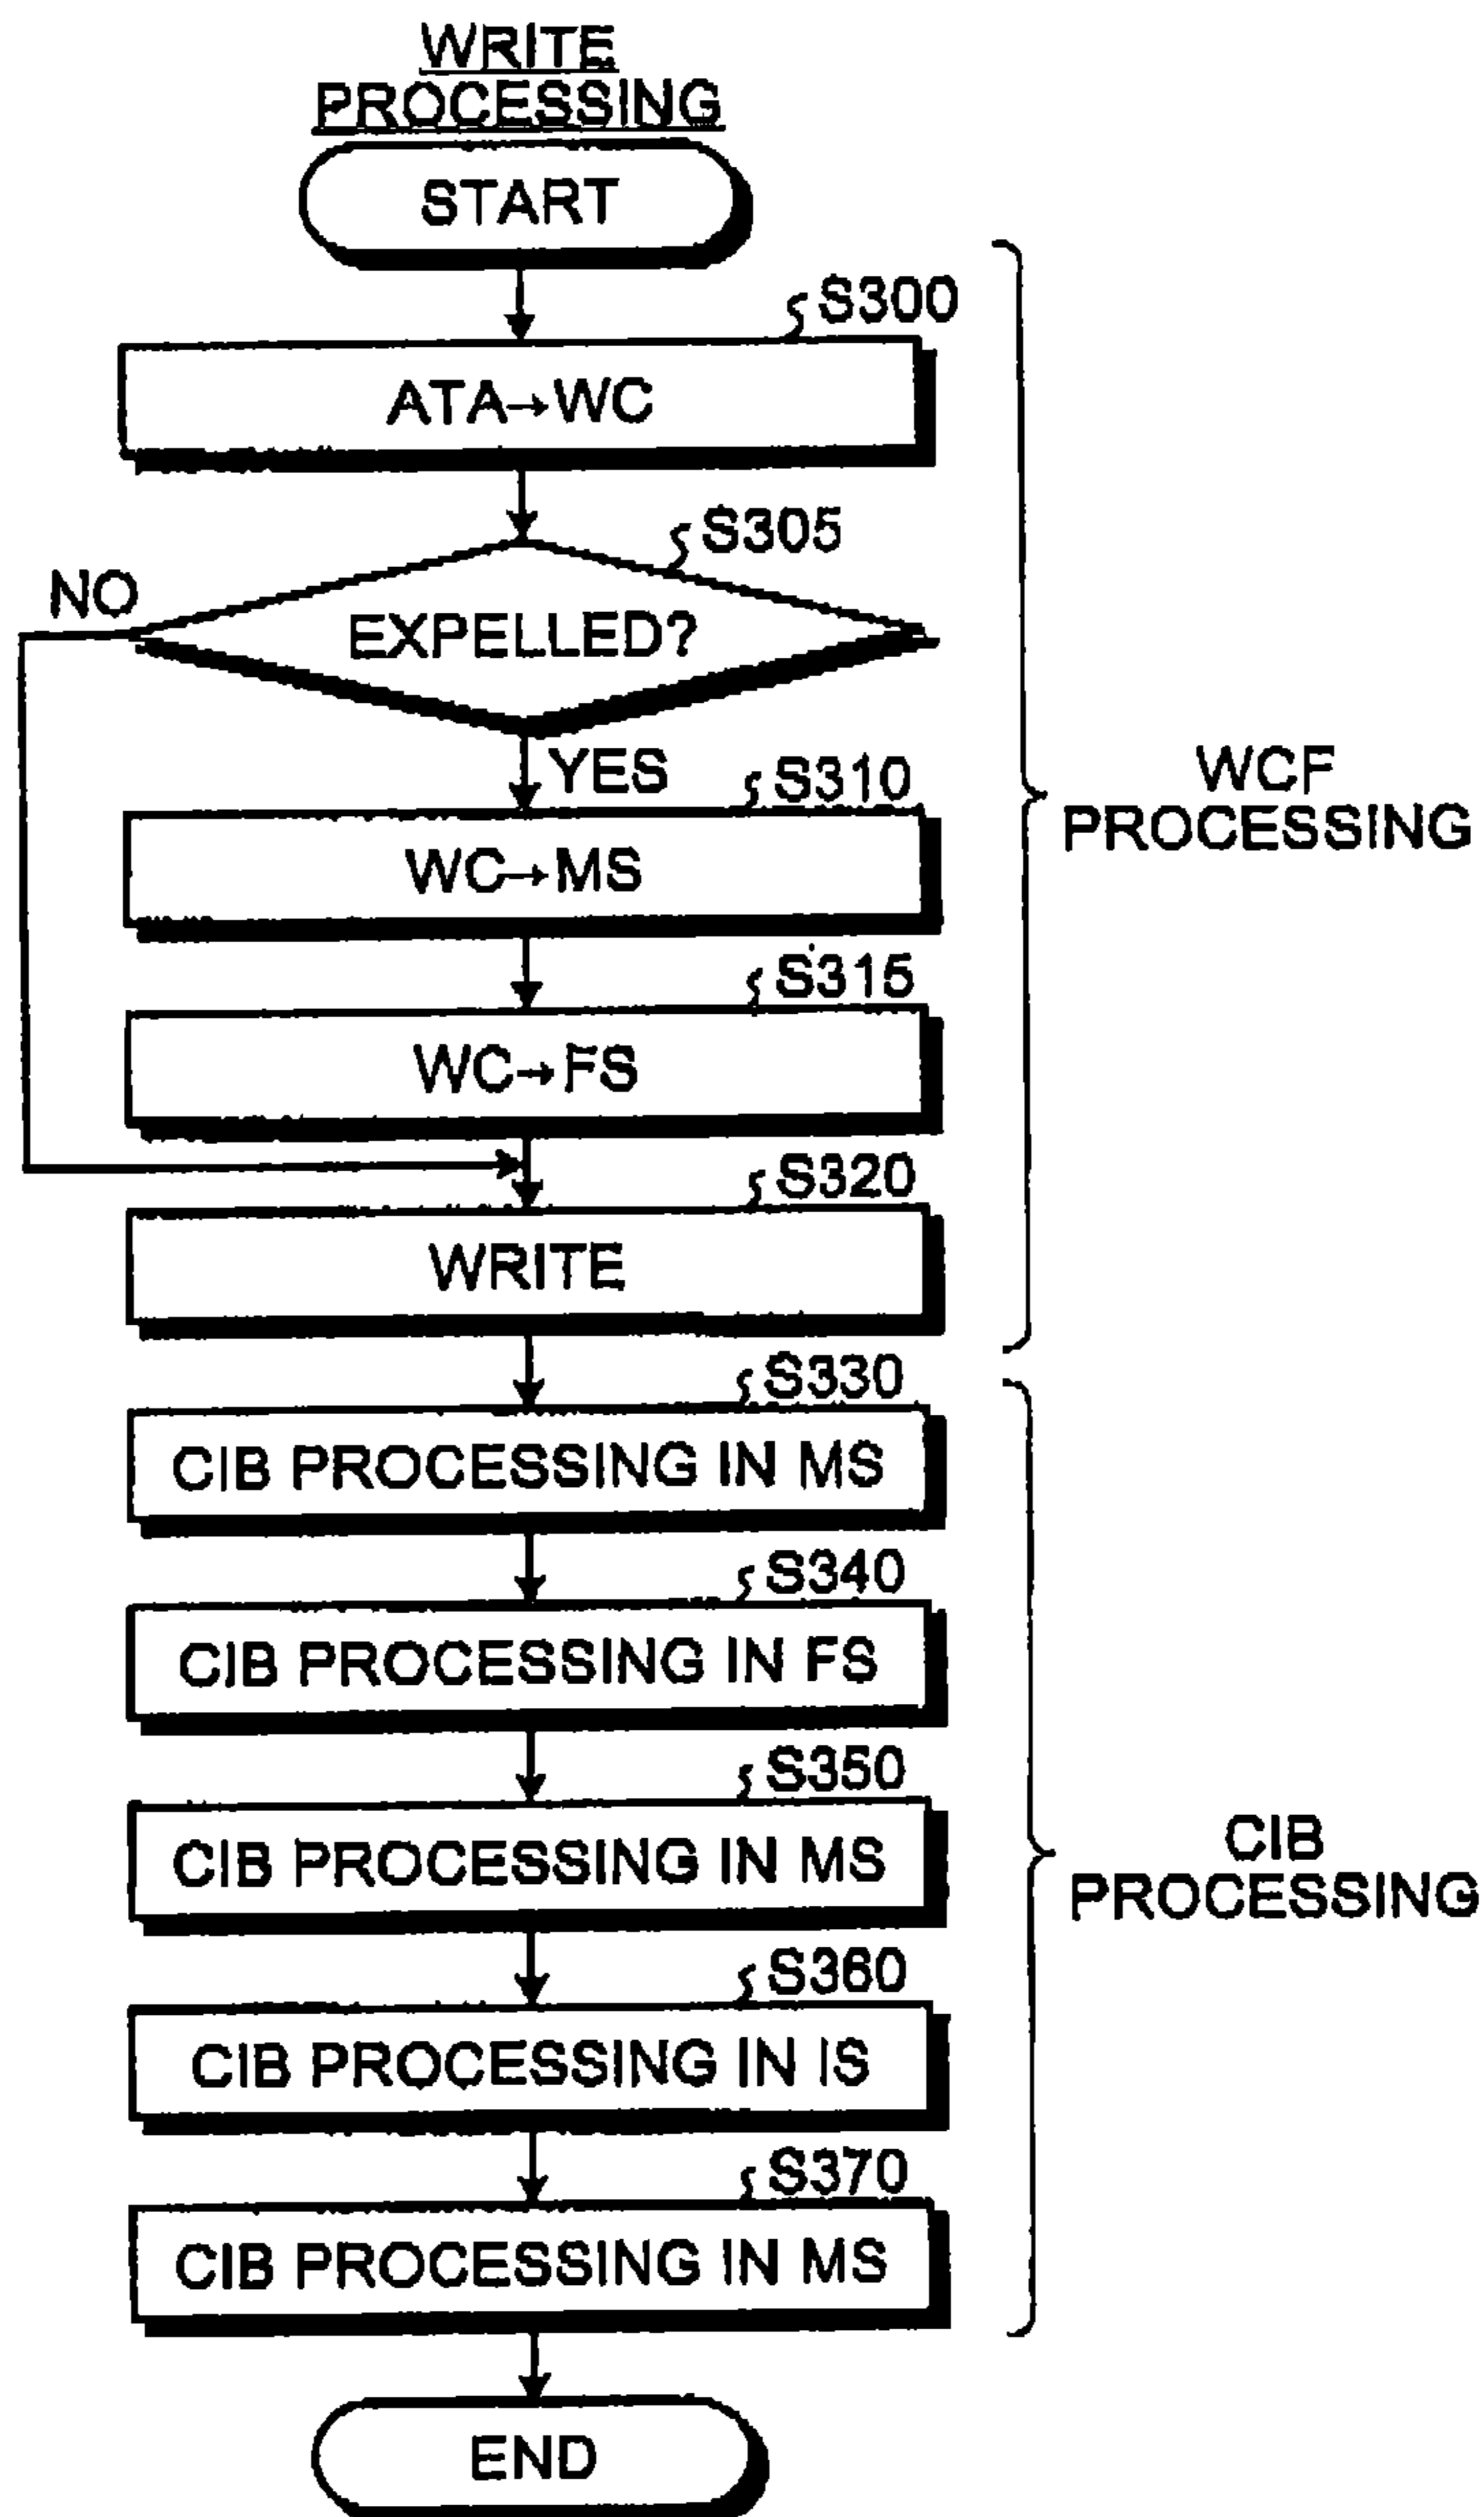 WRITE
PROCESSING
START
S300
ATA→WC
S305
NO
EXPELLED?
YES
S310
WC→MS
WCF
PROCESSING
S315
WC→FS
S320
WRITE
S330
CIB PROCESSING IN MS
S340
CIB PROCESSING IN FS
S350
CIB PROCESSING IN MS
CIB
PROCESSING
S360
CIB PROCESSING IN IS
S370
CIB PROCESSING IN MS
END